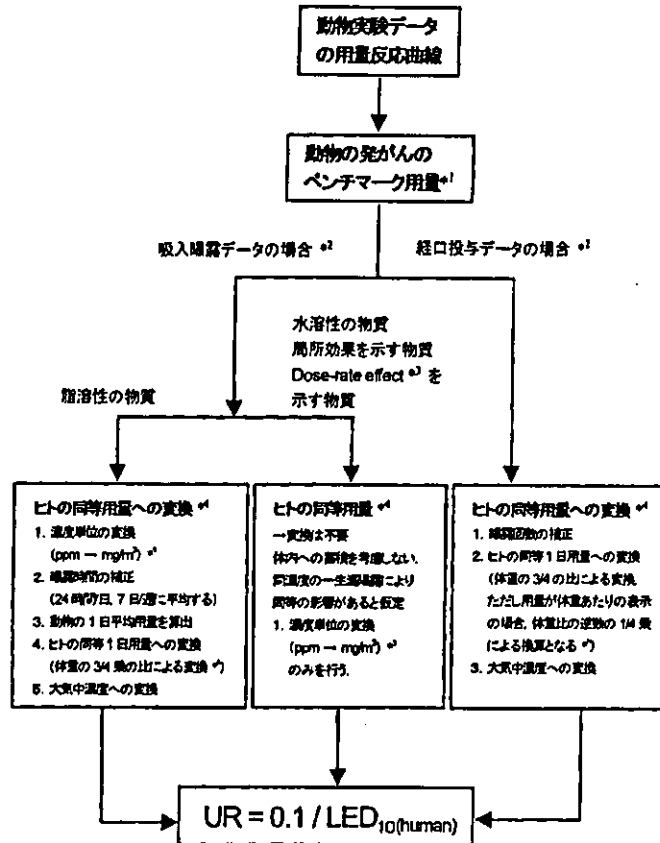 動物実験データ
の用量反応曲線
動物の発がんの
ベンチマーク用量*1
吸入曝露データの場合 *2
経口投与データの場合 *2
水溶性の物質
局所効果を示す物質
Dose-rate effect *3 を
示す物質
脂溶性の物質
ヒトの同等用量への変換 *4
1. 濃度単位の変換
(ppm → mg/m³)
2. 曝露時間の補正
(24時間/日, 7日/週に平均する)
3. 動物の1日平均用量を算出
4. ヒトの同等1日用量への変換
(体重の3/4乗の比による変換
5. 大気中濃度への変換
ヒトの同等用量 *4
→変換は不要
体内への
考慮しない.
同濃度の一生涯曝露により
同等の影響があると仮定
1. 濃度単位の変換
(ppm → mg/m³)
のみを行う.
ヒトの同等用量への変換 *4
1. 曝露回数の補正
2. ヒトの同等1日用量への変換
(体重の3/4の比による変換.
ただし用量が体重あたりの表示
の場合, 体重比の逆数の1/4乗
による換算となる
3. 大気中濃度への変換
UR = 0.1 / LED10(human)